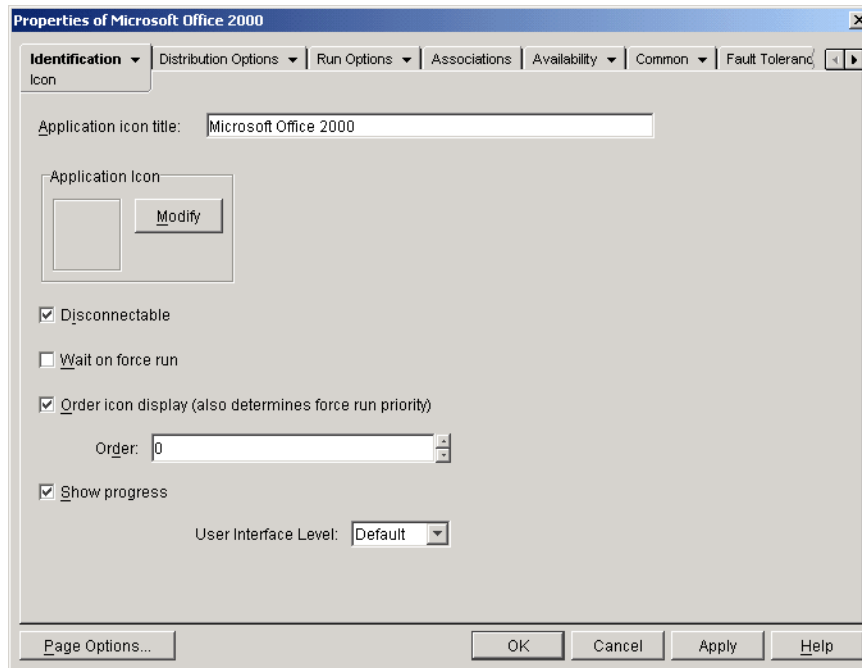 Properties of Microsoft Office 2000
Identification Distribution Options Run Options Associations Availability Common Fault Toleranc
Icon
Application icon title: Microsoft Office 2000
Application Icon
Modify
Disconnectable
Wait on force run
Order icon display (also determines force run priority)
Order: 0
Show progress
User Interface Level: Default
Page Options... OK Cancel Apply Help